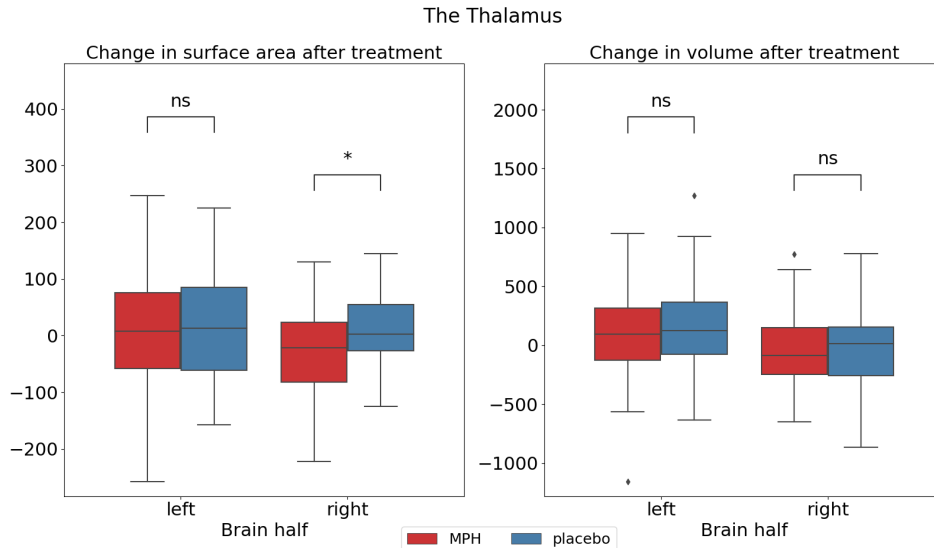 The Thalamus
Change in surface area after treatment
400
300
200
100
0
−100
−200
ns
*
left
right
Brain half
Change in volume after treatment
2000
1500
1000
500
0
−500
−1000
ns
ns
left
right
Brain half
MPH
placebo